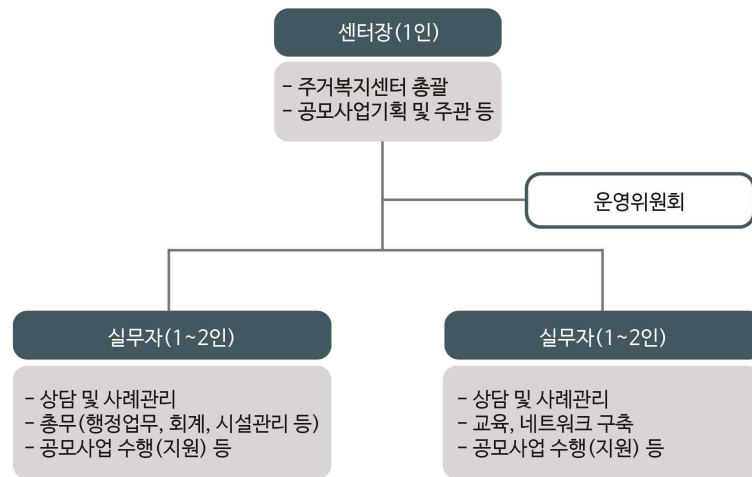 센터장(1인)
- 주거복지센터 총괄
- 공모사업기획 및 주관 등
운영위원회
실무자(1~2인)
- 상담 및 사례관리
- 총무(행정업무, 회계, 시설관리 등)
- 공모사업 수행(지원) 등
실무자(1~2인)
- 상담 및 사례관리
- 교육, 네트워크 구축
- 공모사업 수행(지원) 등